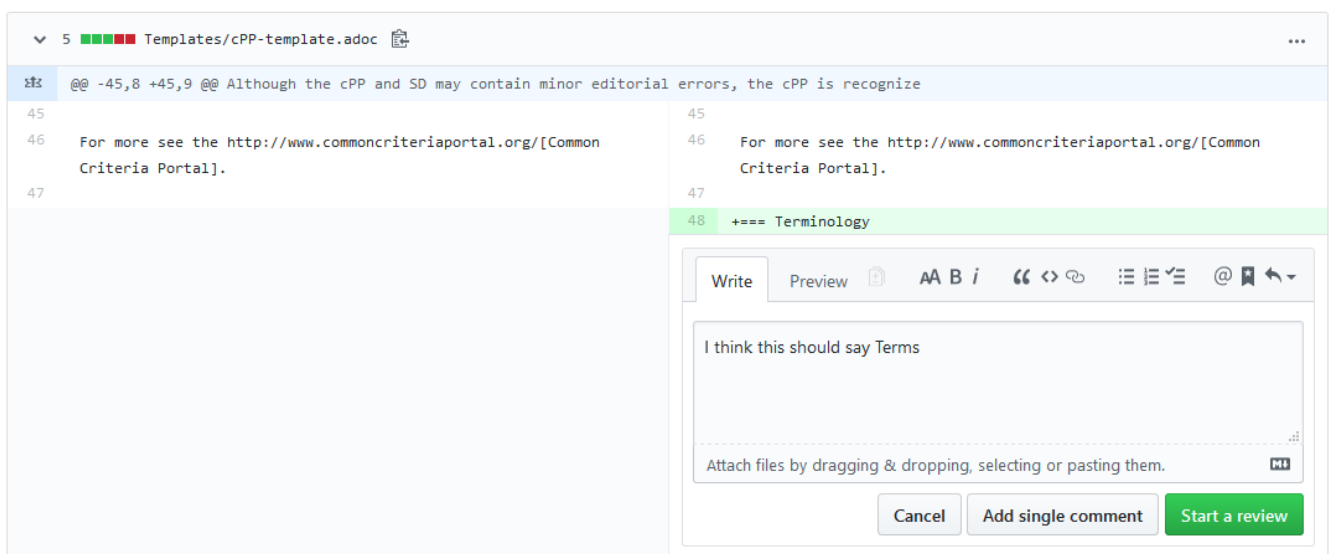 5 Templates/cPP-template.adoc ...
@@ -45,8 +45,9 @@ Although the cPP and SD may contain minor editorial errors, the cPP is recognize
45 45
46 For more see the http://www.commoncriteriaportal.org/[Common 46 For more see the http://www.commoncriteriaportal.org/[Common
Criteria Portal]. Criteria Portal].
47 47
48 +=== Terminology
Write Preview AA B i “ <> @
I think this should say Terms
Attach files by dragging & dropping, selecting or pasting them. M↓
Cancel Add single comment Start a review